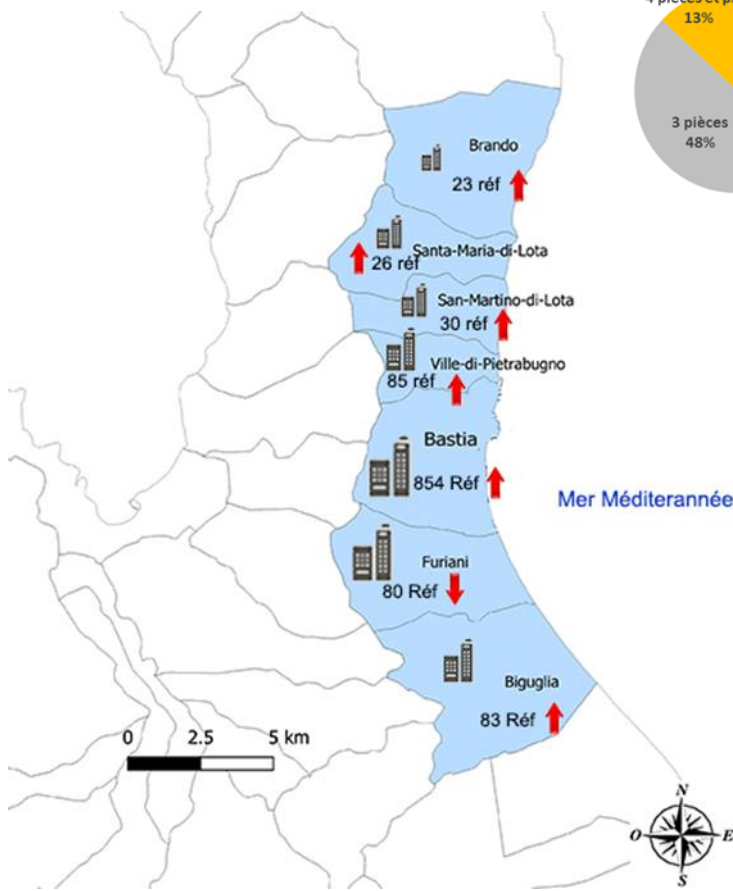 13%
3 pièces
48%
Brando
23 réf
Santa-Maria-di-Lota
26 réf
San-Martino-di-Lota
30 réf
Ville-di-Pietrabugno
85 réf
Bastia
854 Réf
Mer Méditerannée
Furiani
80 Réf
Biguglia
83 Réf
0 2.5 5 km
N
O E
S